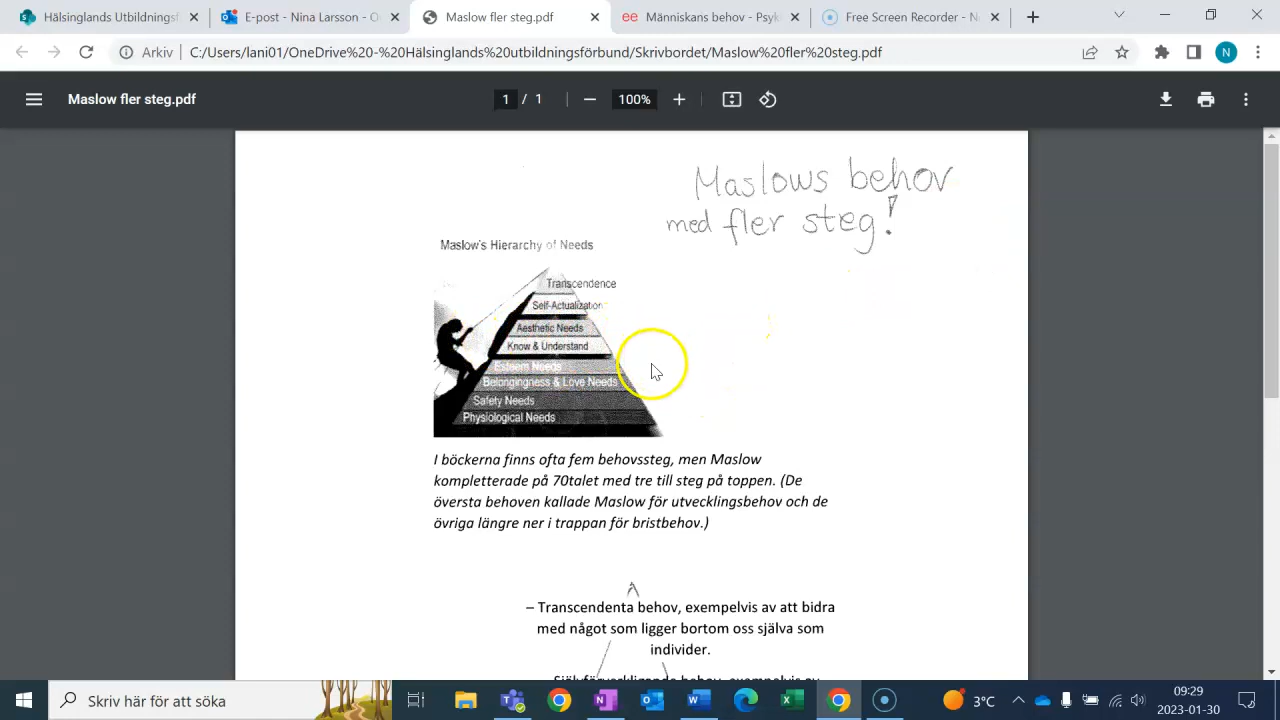 Hälsinglands Utbildningsf
E-post - Nina Larsson - O
Maslow fler steg.pdf
ee Människans behov - Psyk
Free Screen Recorder - Na
Arkiv
C:/Users/lani01/OneDrive%20-%20Hälsinglands%20utbildningsförbund/Skrivbordet/Maslow%20fler%20steg.pdf
N
Maslow fler steg.pdf
1 / 1
100%
Maslows behov
med fler steg!
Maslow's Hierarchy of Needs
Transcendence
Self-Actualization
Aesthetic Needs
Know & Understand
Esteem Needs
Belongingness & Love Needs
Safety Needs
Physiological Needs
I böckerna finns ofta fem behovssteg, men Maslow
kompletterade på 70talet med tre till steg på toppen. (De
översta behoven kallade Maslow för utvecklingsbehov och de
övriga längre ner i trappan för bristbehov.)
– Transcendenta behov, exempelvis av att bidra
med något som ligger bortom oss själva som
individer.
Skriv här för att söka
3°C
09:29
2023-01-30